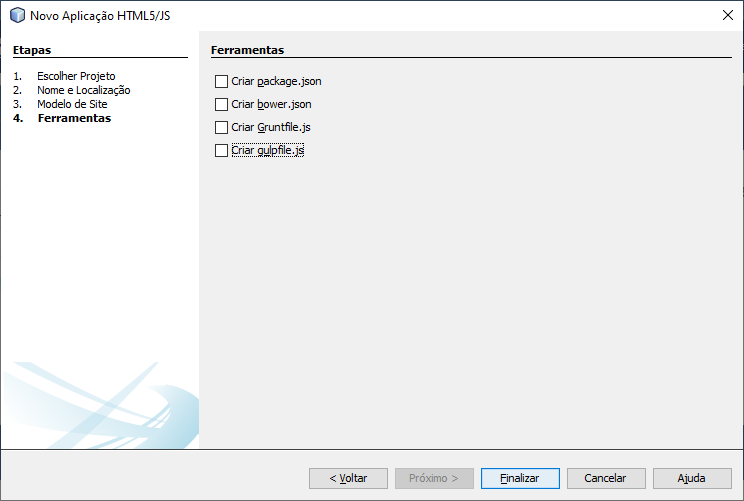 Novo Aplicação HTML5/JS
Etapas
1. Escolher Projeto
2. Nome e Localização
3. Modelo de Site
4. Ferramentas
Ferramentas
Criar package.json
Criar bower.json
Criar Gruntfile.js
Criar gulpfile.js
< Voltar Próximo > Finalizar Cancelar Ajuda